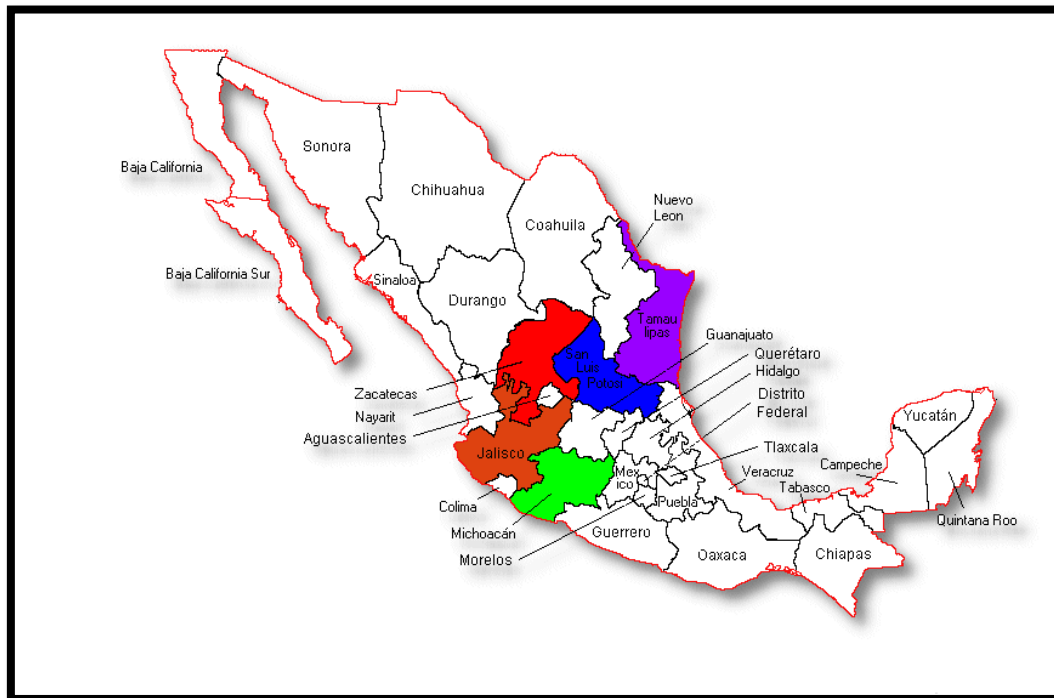 Sonora
Baja California
Chihuahua
Nuevo
Leon
Coahuila
Baja California Sur
Sinaloa
Durango
Tamau
lipas
Guanajuato
San
Luis
Potosi
Querétaro
Hidalgo
Zacatecas
Distrito
Federal
Nayarit
Yucatán
Aguascalientes
Jalisco
Tlaxcala
Mex
ico
Veracruz
Campeche
Tabasco
Colima
Puebla
Quintana Roo
Michoacán
Guerrero
Morelos
Oaxaca
Chiapas